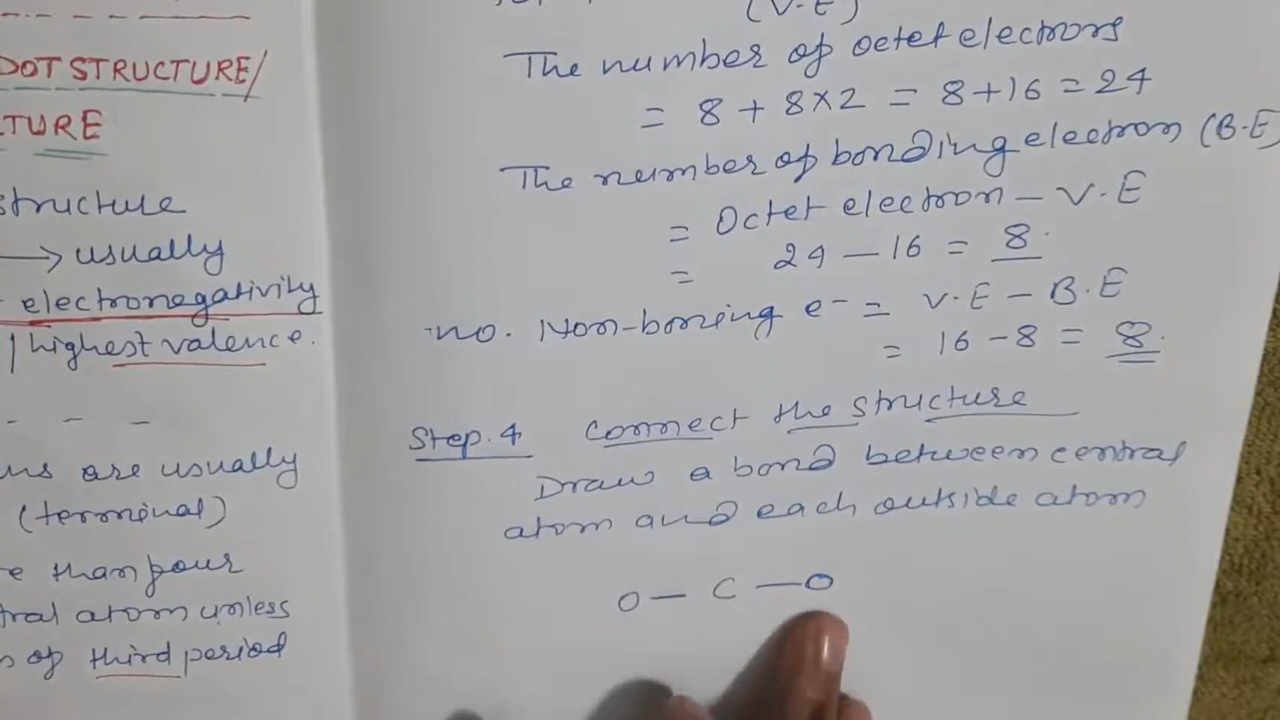 DOT STRUCTURE/
TURE
structure
→ usually
electronegativity
/highest valence.
are usually
(terminal)
than four
atom unless
of third period
(V.E)
The number of octet electrons
= 8 + 8×2 = 8+16 = 24
The number of bonding electron (B.E)
= Octet electron - V.E
= 24 - 16 = 8.
no. Non-bonding e- = V.E - B.E
= 16 - 8 = 8.
Step.4 Connect the structure
Draw a bond between central
atom and each outside atom
O - C - O